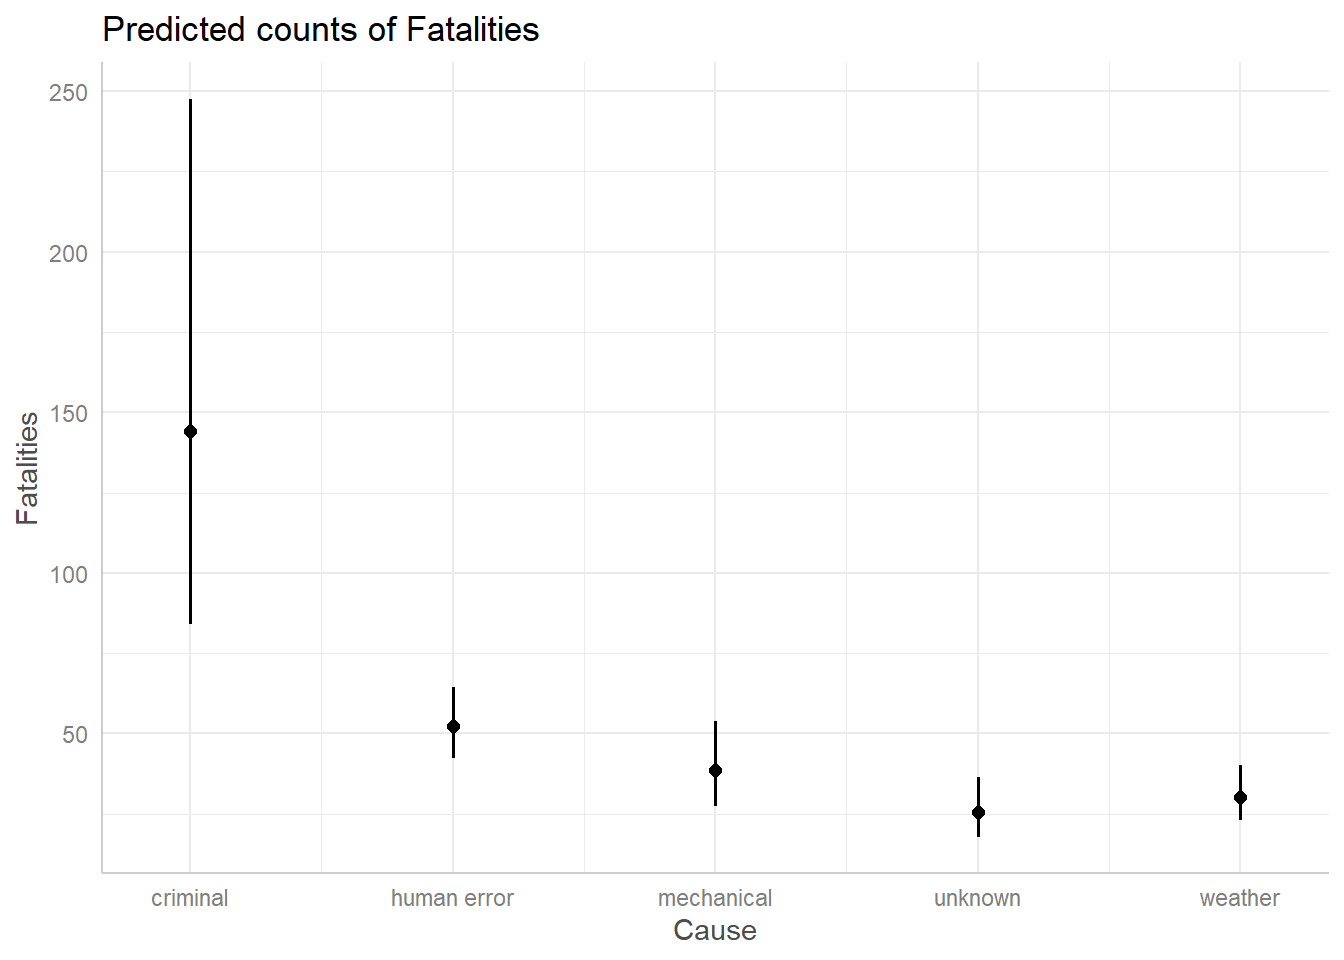 Predicted counts of Fatalities
250
200
150
100
50
Fatalities
criminal human error mechanical unknown weather
Cause